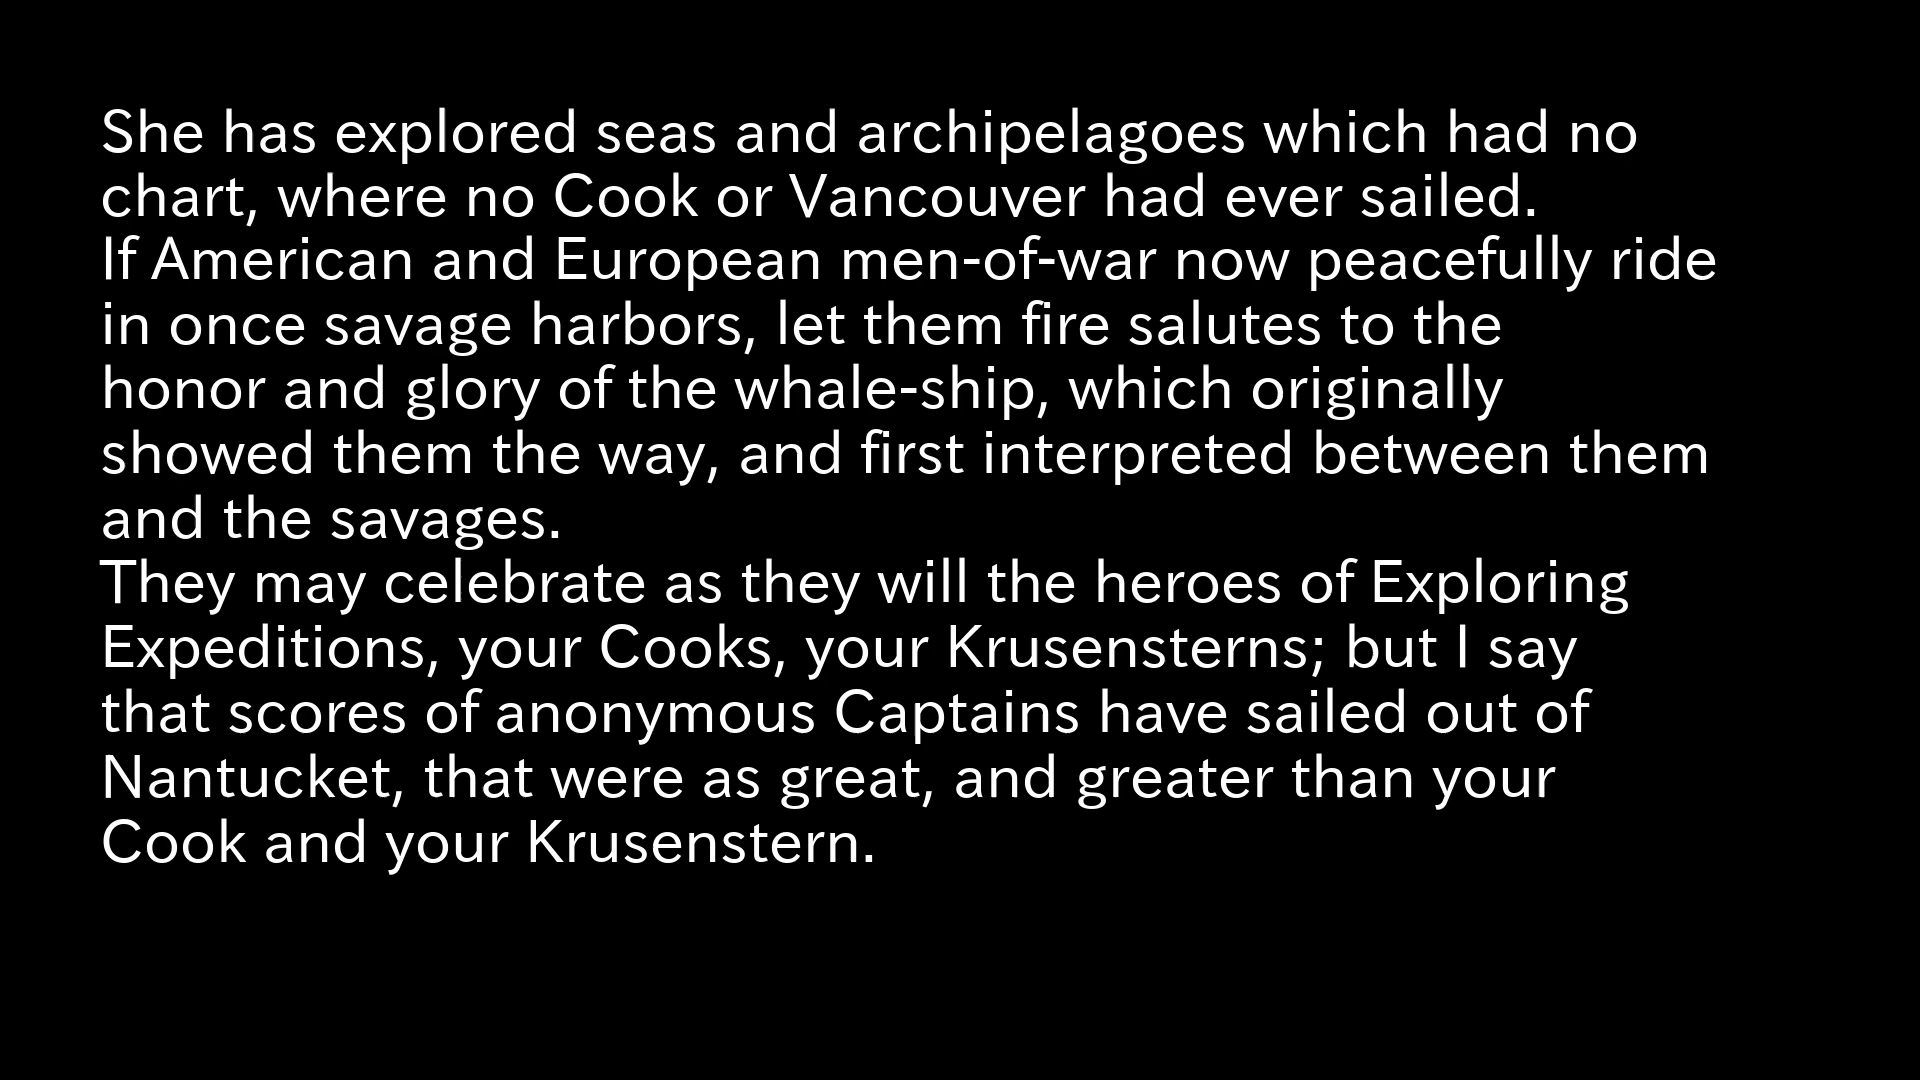 She has explored seas and archipelagoes which had no
chart, where no Cook or Vancouver had ever sailed.
If American and European men-of-war now peacefully ride
in once savage harbors, let them fire salutes to the
honor and glory of the whale-ship, which originally
showed them the way, and first interpreted between them
and the savages.
They may celebrate as they will the heroes of Exploring
Expeditions, your Cooks, your Krusensterns; but I say
that scores of anonymous Captains have sailed out of
Nantucket, that were as great, and greater than your
Cook and your Krusenstern.